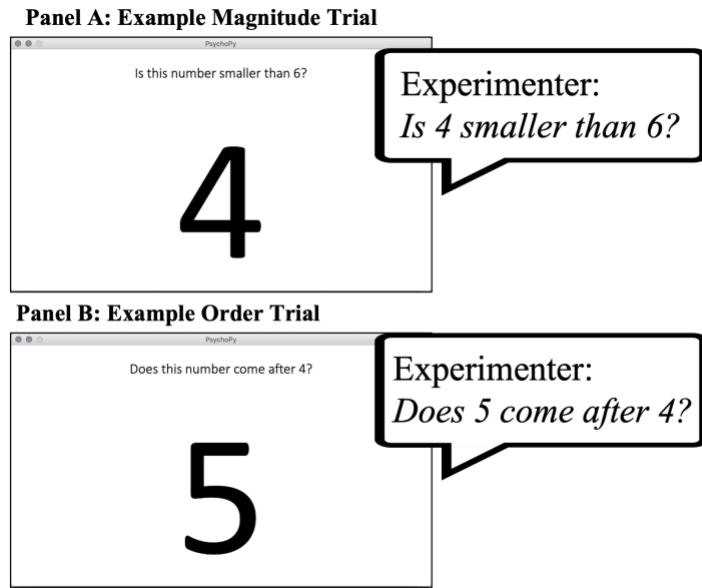 Panel A: Example Magnitude Trial
PsychoPy
Is this number smaller than 6?
4
Experimenter:
Is 4 smaller than 6?
Panel B: Example Order Trial
PsychoPy
Does this number come after 4?
5
Experimenter:
Does 5 come after 4?